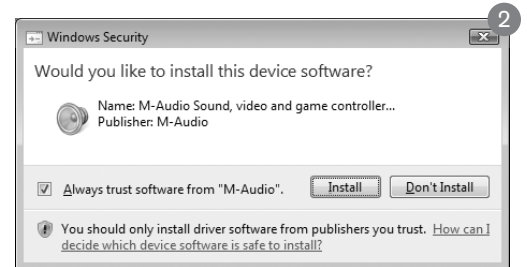 2
Windows Security
Would you like to install this device software?
Name: M-Audio Sound, video and game controller...
Publisher: M-Audio
Always trust software from "M-Audio".
Install
Don't Install
You should only install driver software from publishers you trust. How can I
decide which device software is safe to install?